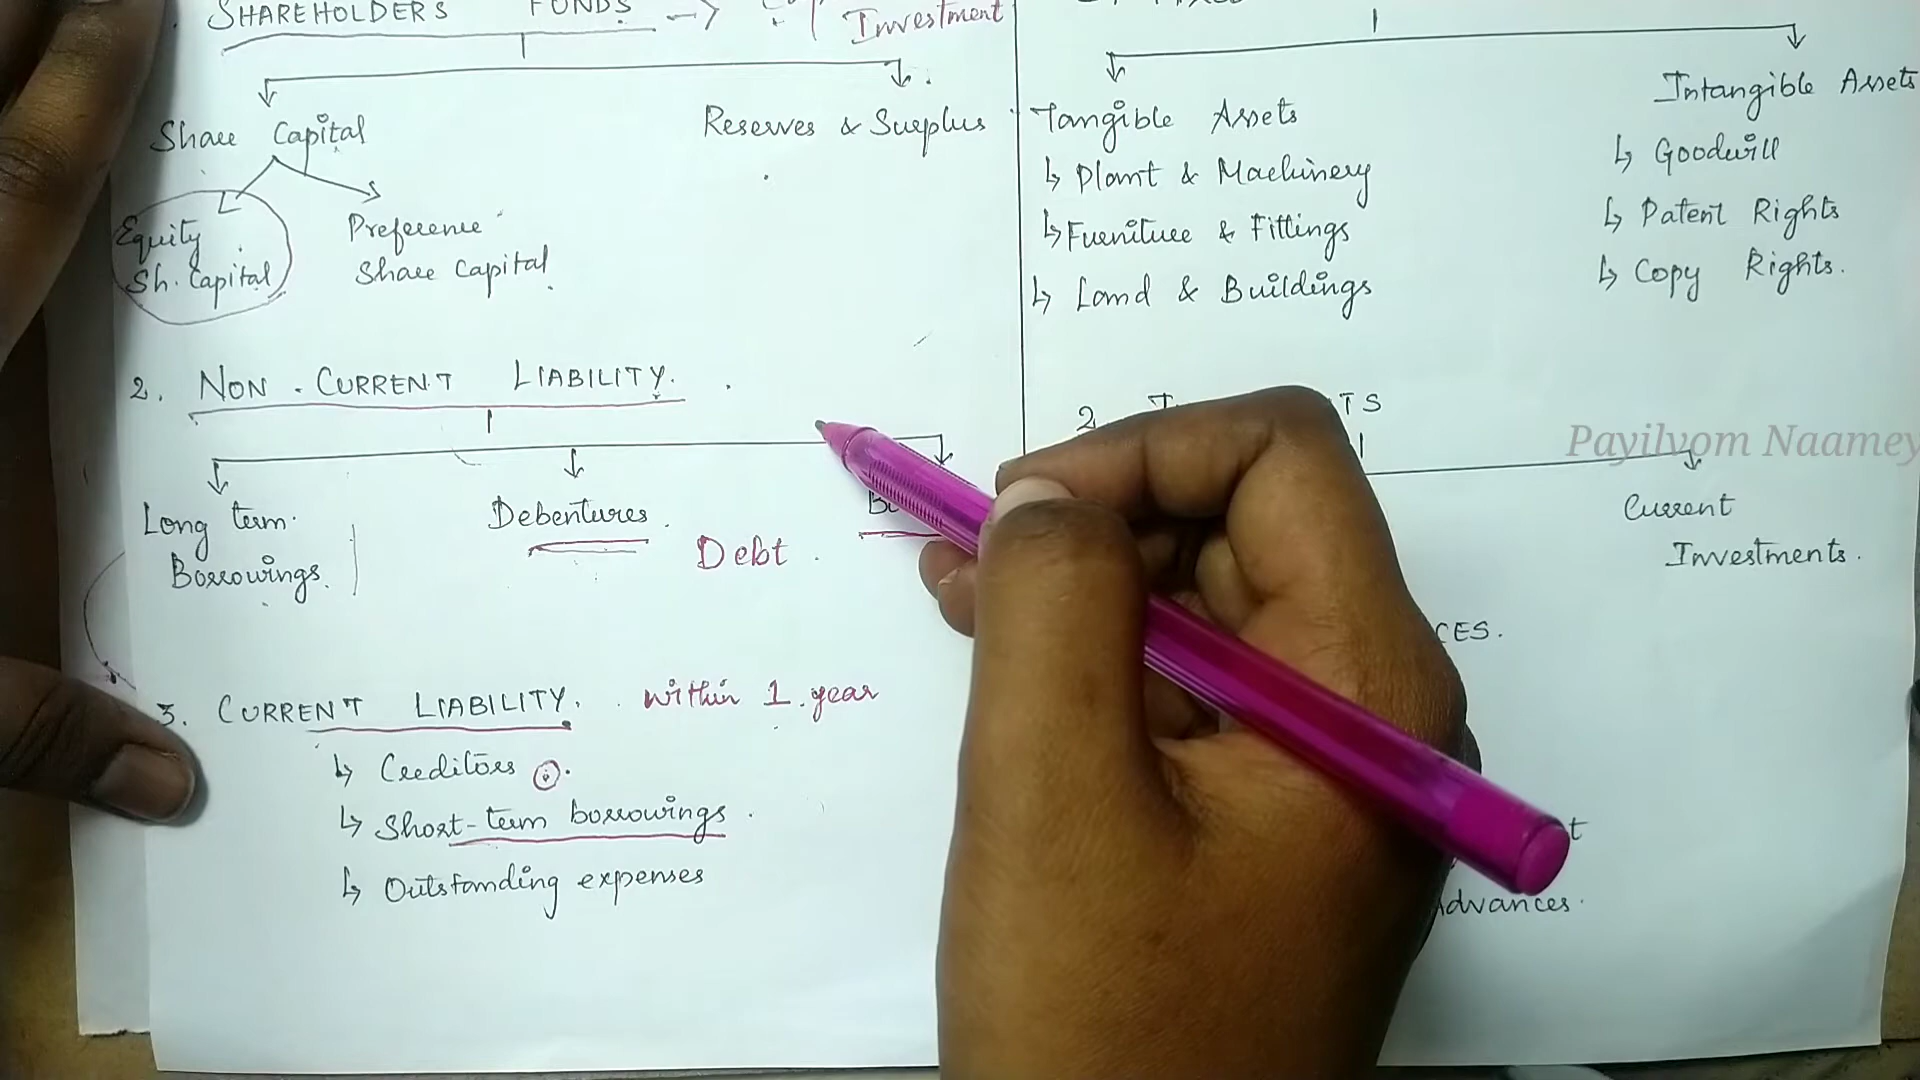 SHAREHOLDERS FUNDS
Investment
Share Capital
Reserves & Surplus
Equity
Sh. Capital
Preference
Share Capital
2. NON-CURRENT LIABILITY.
Long term
Borrowings.
Debentures.
Debt.
3. CURRENT LIABILITY. within 1 year
↳ Creditors
↳ Short-term borrowings.
↳ Outstanding expenses
Tangible Assets
↳ Plant & Machinery
↳ Furniture & Fittings
↳ Land & Buildings
Intangible Assets
↳ Goodwill
↳ Patent Rights
↳ Copy Rights.
2.
Payilvom Naamey
Current
Investments.
Advances.